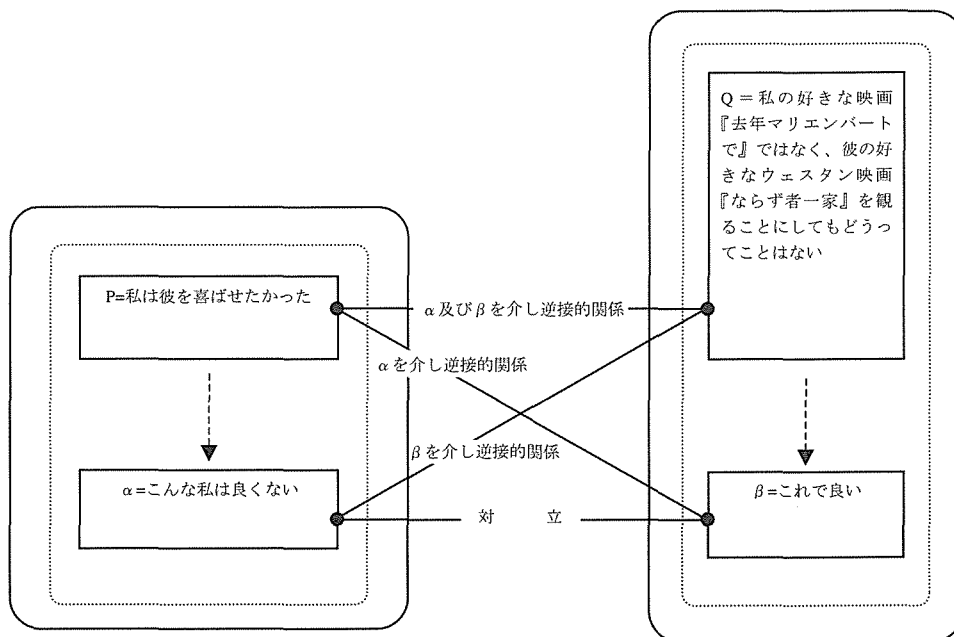 Q＝私の好きな映画
『去年マリエンバート
で』ではなく、彼の好
きなウェスタン映画
『ならず者一家』を観
ることにしてもどうっ
てことはない
P=私は彼を喜ばせたかった
α及びβを介し逆接的関係
αを介し逆接的関係
βを介し逆接的関係
α=こんな私は良くない
対　立
β=これで良い